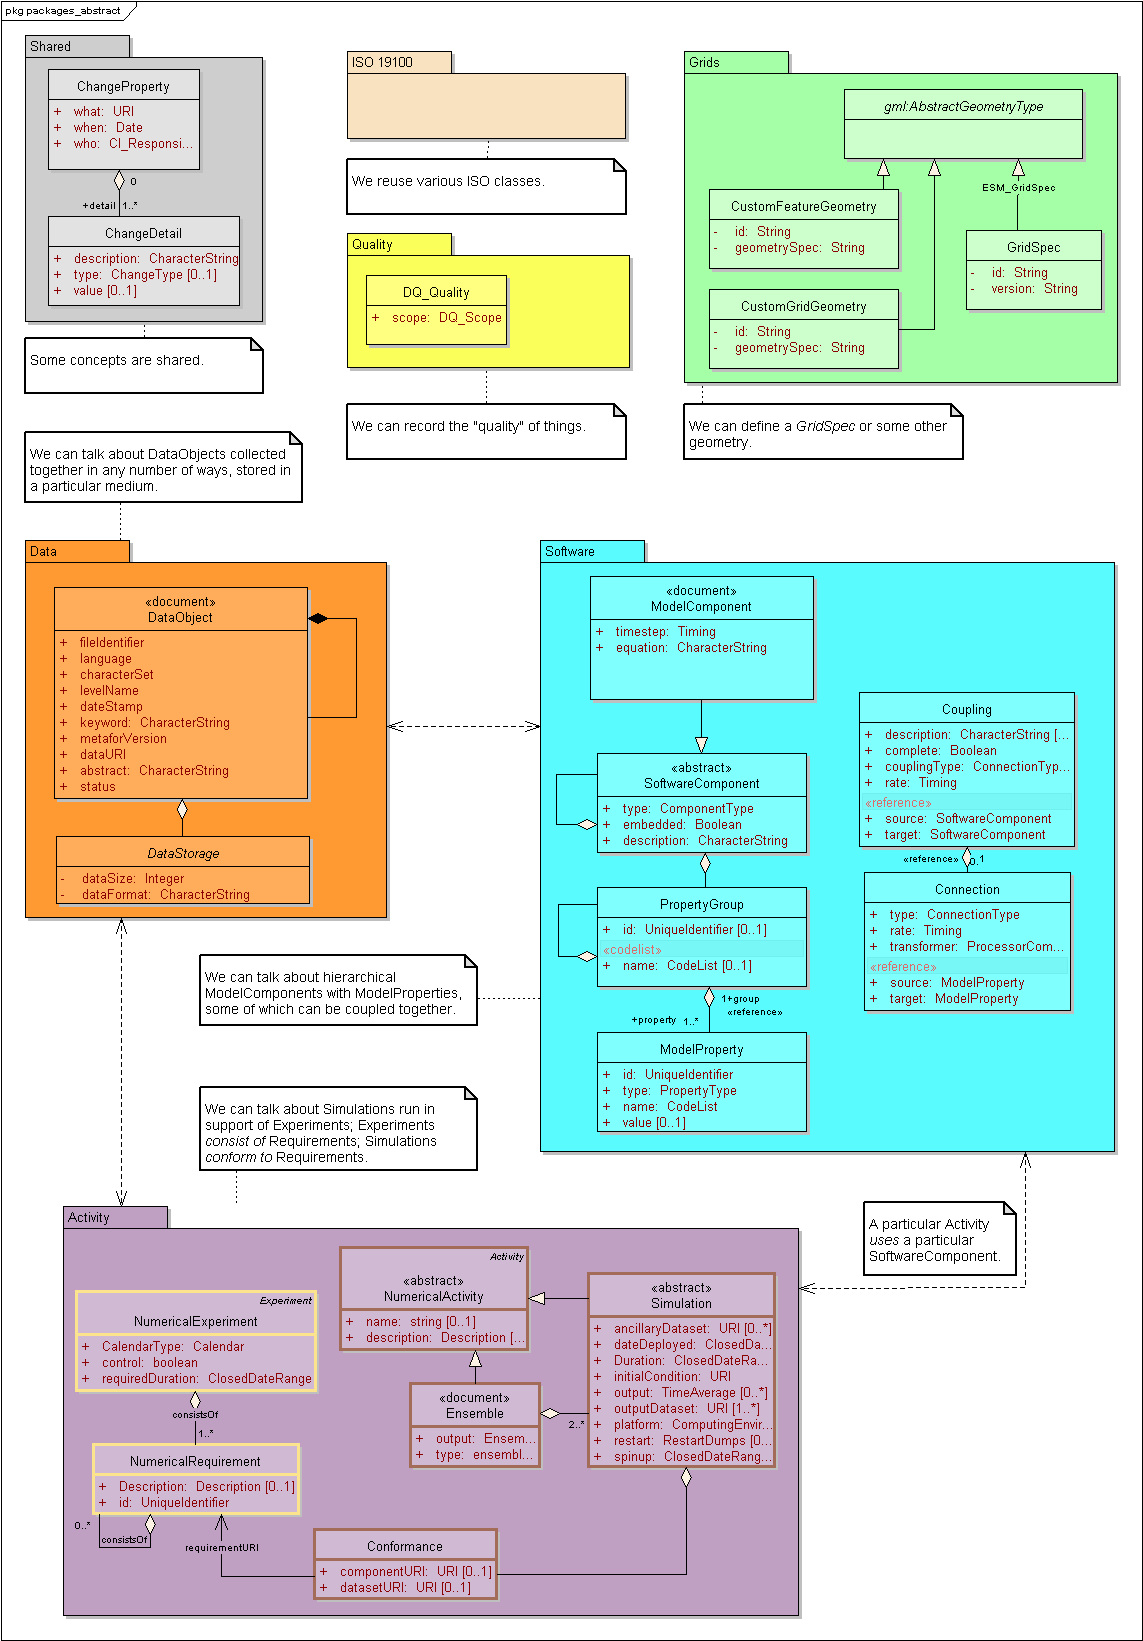 pkg packages_abstract
Shared
ChangeProperty
+ what: URI
+ when: Date
+ who: CI_Responsi...
0
+detail 1..*
ChangeDetail
+ description: CharacterString
+ type: ChangeType [0..1]
+ value [0..1]
Some concepts are shared.
ISO 19100
We reuse various ISO classes.
Quality
DQ_Quality
+ scope: DQ_Scope
We can record the "quality" of things.
Grids
gml:AbstractGeometryType
ESM_GridSpec
CustomFeatureGeometry
- id: String
- geometrySpec: String
GridSpec
- id: String
- version: String
CustomGridGeometry
- id: String
- geometrySpec: String
We can define a GridSpec or some other
geometry.
We can talk about DataObjects collected
together in any number of ways, stored in
a particular medium.
Data
«document»
DataObject
+ fileIdentifier
+ language
+ characterSet
+ levelName
+ dateStamp
+ keyword: CharacterString
+ metaforVersion
+ dataURI
+ abstract: CharacterString
+ status
DataStorage
- dataSize: Integer
- dataFormat: CharacterString
Software
«document»
ModelComponent
+ timestep: Timing
+ equation: CharacterString
«abstract»
SoftwareComponent
+ type: ComponentType
+ embedded: Boolean
+ description: CharacterString
PropertyGroup
+ id: UniqueIdentifier [0..1]
«codelist»
+ name: CodeList [0..1]
1 +group
«reference»
+property 1..*
ModelProperty
+ id: UniqueIdentifier
+ type: PropertyType
+ name: CodeList
+ value [0..1]
Coupling
+ description: CharacterString [...
+ complete: Boolean
+ couplingType: ConnectionTyp...
+ rate: Timing
«reference»
+ source: SoftwareComponent
+ target: SoftwareComponent
«reference» 0..1
Connection
+ type: ConnectionType
+ rate: Timing
+ transformer: ProcessorCom...
«reference»
+ source: ModelProperty
+ target: ModelProperty
We can talk about hierarchical
ModelComponents with ModelProperties,
some of which can be coupled together.
We can talk about Simulations run in
support of Experiments; Experiments
consist of Requirements; Simulations
conform to Requirements.
A particular Activity
uses a particular
SoftwareComponent.
Activity
Experiment
NumericalExperiment
+ CalendarType: Calendar
+ control: boolean
+ requiredDuration: ClosedDateRange
consistsOf
1..*
NumericalRequirement
+ Description: Description [0..1]
+ id: UniqueIdentifier
0..*
consistsOf
requirementURI
Activity
«abstract»
NumericalActivity
+ name: string [0..1]
+ description: Description [...
«document»
Ensemble
+ output: Ensem...
+ type: ensembl...
2..*
«abstract»
Simulation
+ ancillaryDataset: URI [0..*]
+ dateDeployed: ClosedDa...
+ Duration: ClosedDateRa...
+ initialCondition: URI
+ output: TimeAverage [0..*]
+ outputDataset: URI [1..*]
+ platform: ComputingEnvir...
+ restart: RestartDumps [0...
+ spinup: ClosedDateRang...
Conformance
+ componentURI: URI [0..1]
+ datasetURI: URI [0..1]